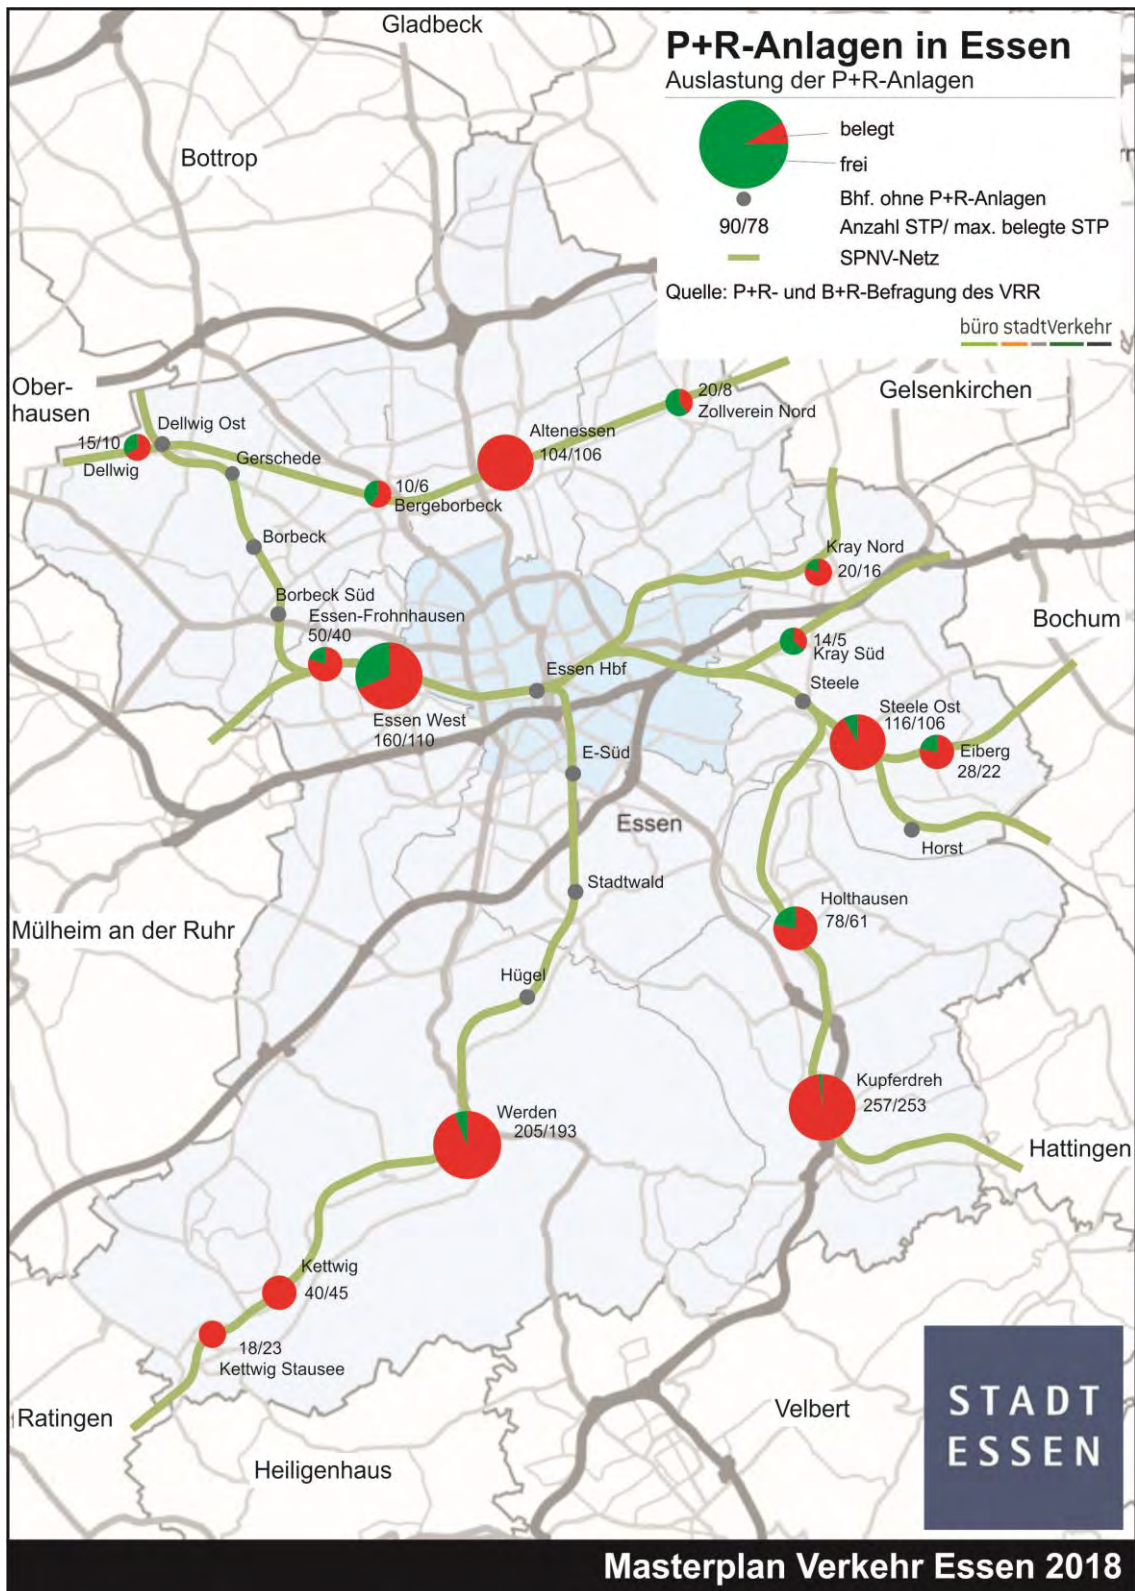 Gladbeck
P+R-Anlagen in Essen
Auslastung der P+R-Anlagen
belegt
frei
Bhf. ohne P+R-Anlagen
90/78 Anzahl STP/ max. belegte STP
SPNV-Netz
Quelle: P+R- und B+R-Befragung des VRR
büro stadtVerkehr
Bottrop
Ober-
hausen
Gelsenkirchen
20/8
Zollverein Nord
Dellwig Ost
15/10
Dellwig
Gerschede
Altenessen
104/106
10/6
Bergeborbeck
Borbeck
Kray Nord
20/16
Borbeck Süd
Essen-Frohnhausen
50/40
Bochum
14/5
Kray Süd
Essen Hbf
Steele
Essen West
160/110
Steele Ost
116/106
Eiberg
28/22
E-Süd
Essen
Horst
Stadtwald
Holthausen
78/61
Mülheim an der Ruhr
Hügel
Kupferdreh
257/253
Werden
205/193
Hattingen
Kettwig
40/45
18/23
Kettwig Stausee
Ratingen
Velbert
Heiligenhaus
STADT
ESSEN
Masterplan Verkehr Essen 2018